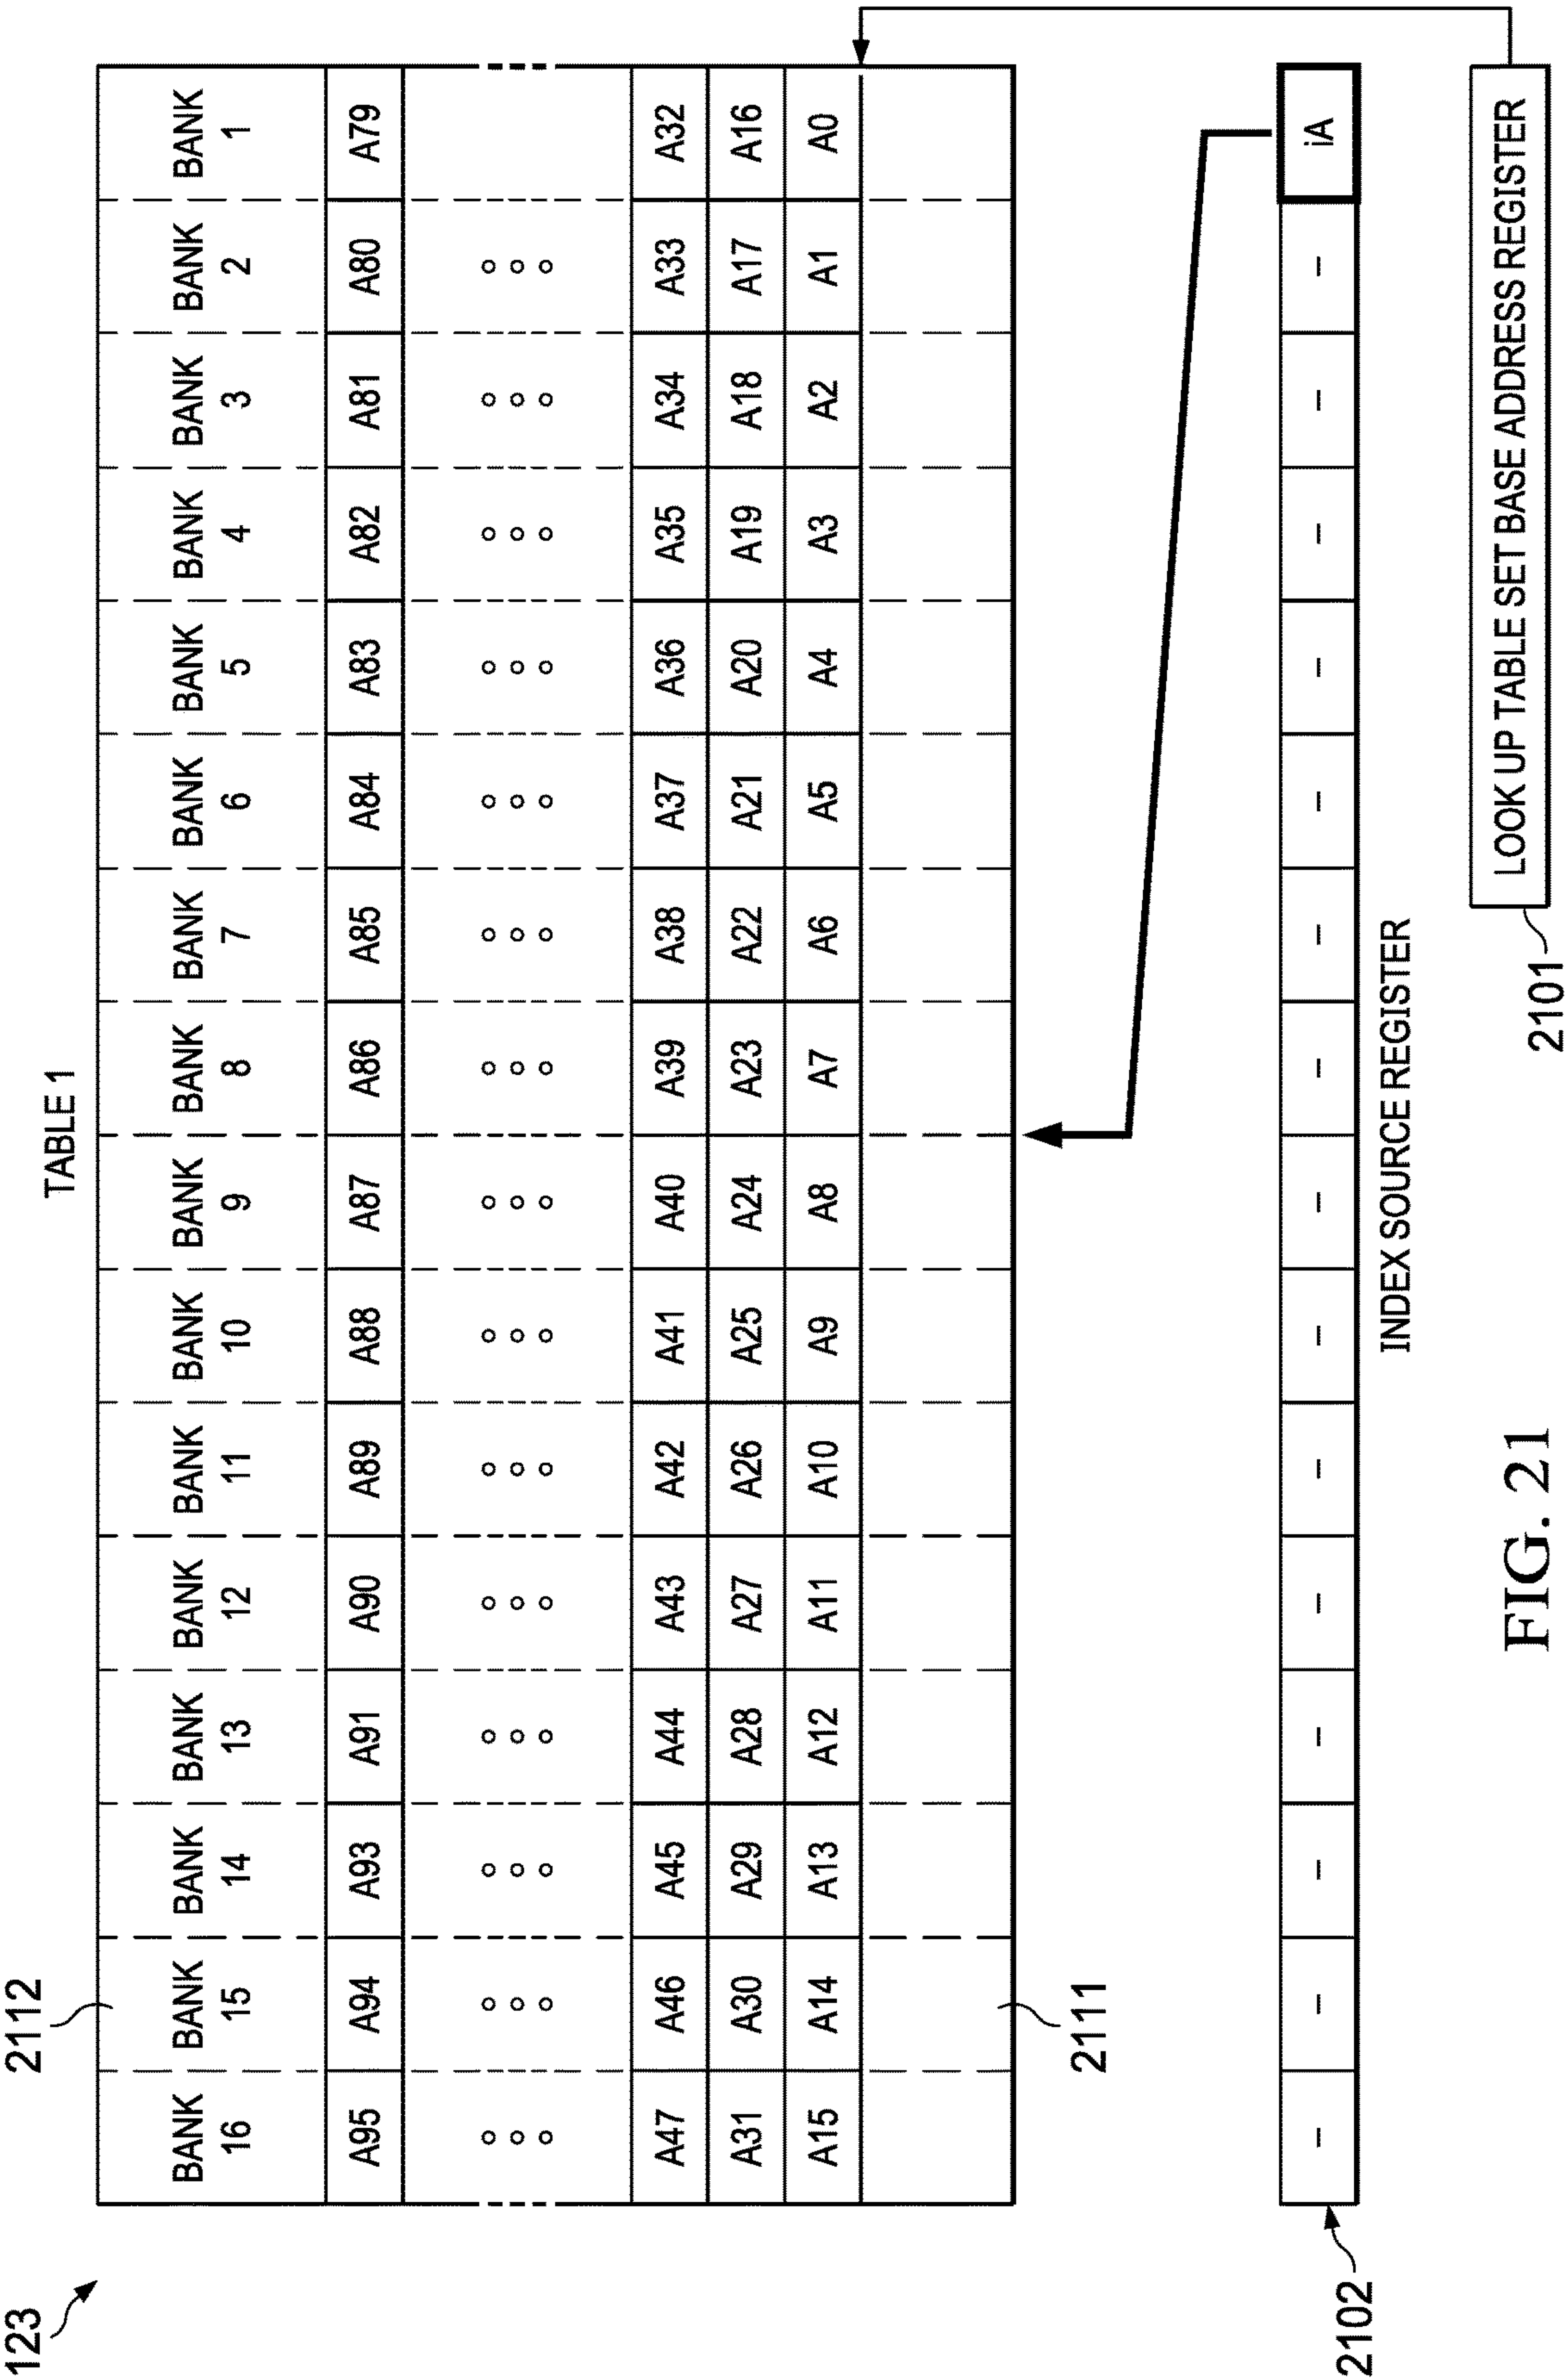 123
2112
TABLE 1
BANK BANK BANK BANK BANK BANK BANK BANK BANK BANK BANK BANK BANK BANK BANK BANK
16 15 14 13 12 11 10 9 8 7 6 5 4 3 2 1
A95 A94 A93 A91 A90 A89 A88 A87 A86 A85 A84 A83 A82 A81 A80 A79
A47 A46 A45 A44 A43 A42 A41 A40 A39 A38 A37 A36 A35 A34 A33 A32
A31 A30 A29 A28 A27 A26 A25 A24 A23 A22 A21 A20 A19 A18 A17 A16
A15 A14 A13 A12 A11 A10 A9 A8 A7 A6 A5 A4 A3 A2 A1 A0
2111
– – – – – – – – – – – – – – – iA
2102
INDEX SOURCE REGISTER
LOOK UP TABLE SET BASE ADDRESS REGISTER
2101
FIG. 21